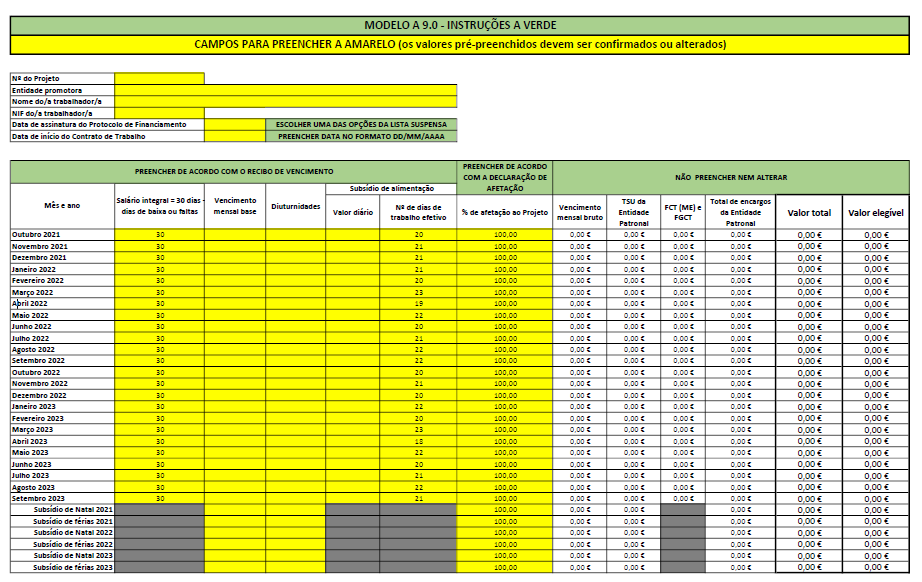 MODELO A 9.0 - INSTRUÇÕES A VERDE
CAMPOS PARA PREENCHER A AMARELO (os valores pré-preenchidos devem ser confirmados ou alterados)
Nº do Projeto
Entidade promotora
Nome do/a trabalhador/a
NIF do/a trabalhador/a
Data de assinatura do Protocolo de Financiamento ESCOLHER UMA DAS OPÇÕES DA LISTA SUSPENSA
Data de início do Contrato de Trabalho PREENCHER DATA NO FORMATO DD/MM/AAAA
PREENCHER DE ACORDO COM O RECIBO DE VENCIMENTO
PREENCHER DE ACORDO
COM A DECLARAÇÃO DE
AFETAÇÃO
NÃO PREENCHER NEM ALTERAR
Mês e ano
Salário integral = 30 dias -
dias de baixa ou faltas
Vencimento
mensal base
Diuturnidades
Subsídio de alimentação
Valor diário
Nº de dias de
trabalho efetivo
% de afetação ao Projeto
Vencimento
mensal bruto
TSU da
Entidade
Patronal
FCT (ME) e
FGCT
Total de encargos
da Entidade
Patronal
Valor total
Valor elegível
Outubro 2021 30 20 100,00 0,00 € 0,00 € 0,00 € 0,00 € 0,00 € 0,00 €
Novembro 2021 30 21 100,00 0,00 € 0,00 € 0,00 € 0,00 € 0,00 € 0,00 €
Dezembro 2021 30 21 100,00 0,00 € 0,00 € 0,00 € 0,00 € 0,00 € 0,00 €
Janeiro 2022 30 21 100,00 0,00 € 0,00 € 0,00 € 0,00 € 0,00 € 0,00 €
Fevereiro 2022 30 20 100,00 0,00 € 0,00 € 0,00 € 0,00 € 0,00 € 0,00 €
Março 2022 30 23 100,00 0,00 € 0,00 € 0,00 € 0,00 € 0,00 € 0,00 €
Abril 2022 30 19 100,00 0,00 € 0,00 € 0,00 € 0,00 € 0,00 € 0,00 €
Maio 2022 30 22 100,00 0,00 € 0,00 € 0,00 € 0,00 € 0,00 € 0,00 €
Junho 2022 30 20 100,00 0,00 € 0,00 € 0,00 € 0,00 € 0,00 € 0,00 €
Julho 2022 30 21 100,00 0,00 € 0,00 € 0,00 € 0,00 € 0,00 € 0,00 €
Agosto 2022 30 22 100,00 0,00 € 0,00 € 0,00 € 0,00 € 0,00 € 0,00 €
Setembro 2022 30 22 100,00 0,00 € 0,00 € 0,00 € 0,00 € 0,00 € 0,00 €
Outubro 2022 30 20 100,00 0,00 € 0,00 € 0,00 € 0,00 € 0,00 € 0,00 €
Novembro 2022 30 21 100,00 0,00 € 0,00 € 0,00 € 0,00 € 0,00 € 0,00 €
Dezembro 2022 30 20 100,00 0,00 € 0,00 € 0,00 € 0,00 € 0,00 € 0,00 €
Janeiro 2023 30 22 100,00 0,00 € 0,00 € 0,00 € 0,00 € 0,00 € 0,00 €
Fevereiro 2023 30 20 100,00 0,00 € 0,00 € 0,00 € 0,00 € 0,00 € 0,00 €
Março 2023 30 23 100,00 0,00 € 0,00 € 0,00 € 0,00 € 0,00 € 0,00 €
Abril 2023 30 18 100,00 0,00 € 0,00 € 0,00 € 0,00 € 0,00 € 0,00 €
Maio 2023 30 22 100,00 0,00 € 0,00 € 0,00 € 0,00 € 0,00 € 0,00 €
Junho 2023 30 20 100,00 0,00 € 0,00 € 0,00 € 0,00 € 0,00 € 0,00 €
Julho 2023 30 21 100,00 0,00 € 0,00 € 0,00 € 0,00 € 0,00 € 0,00 €
Agosto 2023 30 22 100,00 0,00 € 0,00 € 0,00 € 0,00 € 0,00 € 0,00 €
Setembro 2023 30 21 100,00 0,00 € 0,00 € 0,00 € 0,00 € 0,00 € 0,00 €
Subsídio de Natal 2021 100,00 0,00 € 0,00 € 0,00 € 0,00 € 0,00 €
Subsídio de férias 2021 100,00 0,00 € 0,00 € 0,00 € 0,00 € 0,00 €
Subsídio de Natal 2022 100,00 0,00 € 0,00 € 0,00 € 0,00 € 0,00 €
Subsídio de férias 2022 100,00 0,00 € 0,00 € 0,00 € 0,00 € 0,00 €
Subsídio de Natal 2023 100,00 0,00 € 0,00 € 0,00 € 0,00 € 0,00 €
Subsídio de férias 2023 100,00 0,00 € 0,00 € 0,00 € 0,00 € 0,00 €